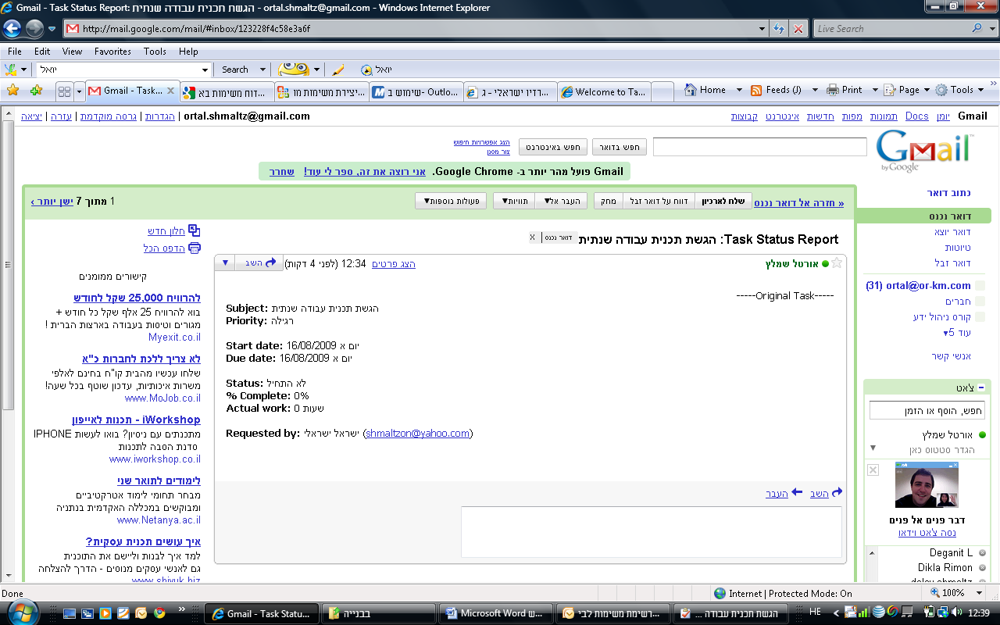 Gmail - Task Status Report: הגשת תכנית עבודה שנתית - ortal.shmaltz@gmail.com - Windows Internet Explorer
http://mail.google.com/mail/#inbox/123228f4c58e3a6f
Live Search
File Edit View Favorites Tools Help
יואל Search יואל
Gmail - Task...
דוח משימות בא...
יצירת משימות מו...
שימוש ב- Outlo...
רדיו ישראלי - ג...
Welcome to Ta...
Home Feeds (J) Print Page Tools
Gmail יומן Docs תמונות מפות חדשות אינטרנט קבוצות
ortal.shmaltz@gmail.com | הגדרות | גרסה מוקדמת | עזרה | יציאה
Gmail by Google
חפש בדואר חפש באינטרנט הצג אפשרויות חיפוש
צור מסנן
Gmail פועל מהר יותר ב- Google Chrome. אני רוצה את זה, ספר לי עוד! שחרר
כתוב דואר
דואר נכנס
דואר יוצא
טיוטות
דואר זבל
ortal@or-km.com (31)
חברים
קורס ניהול ידע
עוד 5▼
אנשי קשר
צ'אט
חפש, הוסף או הזמן
אורטל שמלץ
הגדר סטטוס כאן
דבר פנים אל פנים
נסה צ'אט וידאו
Deganit L
Dikla Rimon
« חזרה אל דואר נכנס שלח לארכיון דווח על דואר זבל מחק העבר אל▼ תוויות▼ פעולות נוספות▼
1 מתוך 7 ישן יותר ›
Task Status Report: הגשת תכנית עבודה שנתית דואר נכנס X
אורטל שמלץ הצג פרטים 12:34 (לפני 4 דקות) השב
-----Original Task-----
Subject: הגשת תכנית עבודה שנתית
Priority: רגילה
Start date: יום א 16/08/2009
Due date: יום א 16/08/2009
Status: לא התחיל
% Complete: 0%
Actual work: 0 שעות
Requested by: ישראל ישראלי (shmaltzon@yahoo.com)
השב העבר
חלון חדש
הדפס הכל
קישורים ממומנים
להרוויח 25,000 שקל לחודש
בוא להרוויח 25 אלף שקל כל חודש +
מגורים וטיסות בעבודה בארצות הברית !
Myexit.co.il
לא צריך ללכת לחברות כ"א
שלחו עכשיו מהבית קו"ח בחינם לאלפי
משרות איכותיות, עדכון שוטף בכל שעה!
www.MoJob.co.il
iWorkshop - תכנות לאייפון
מתכנתים עם ניסיון? בואו לעשות IPHONE
סדנת הסבה לתכנות
www.iworkshop.co.il
לימודים לתואר שני
מבחר תחומי לימוד אטרקטיביים
ומבוקשים במכללה האקדמית בנתניה
www.Netanya.ac.il
איך עושים תכנית עסקית?
למד איך לבנות וליישם את התוכנית
גם לאנשי עסקים מנוסים - הדרך להצלחה
www.shivuk.biz
Done
Internet | Protected Mode: On
100%
Gmail - Task Statu...
בבנייה
Microsoft Word ש...
רשימת משימות לבי...
הגשת תכנית עבודה ...
HE
12:39